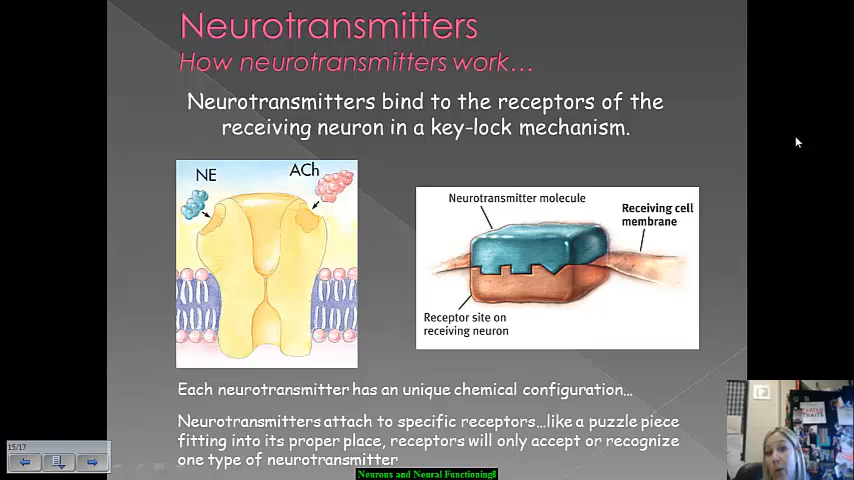 Neurotransmitters
How neurotransmitters work...
Neurotransmitters bind to the receptors of the
receiving neuron in a key-lock mechanism.
NE
ACh
Neurotransmitter molecule
Receiving cell
membrane
Receptor site on
receiving neuron
Each neurotransmitter has an unique chemical configuration...
Neurotransmitters attach to specific receptors...like a puzzle piece
fitting into its proper place, receptors will only accept or recognize
one type of neurotransmitter
15/17
Neurons and Neural Functioning